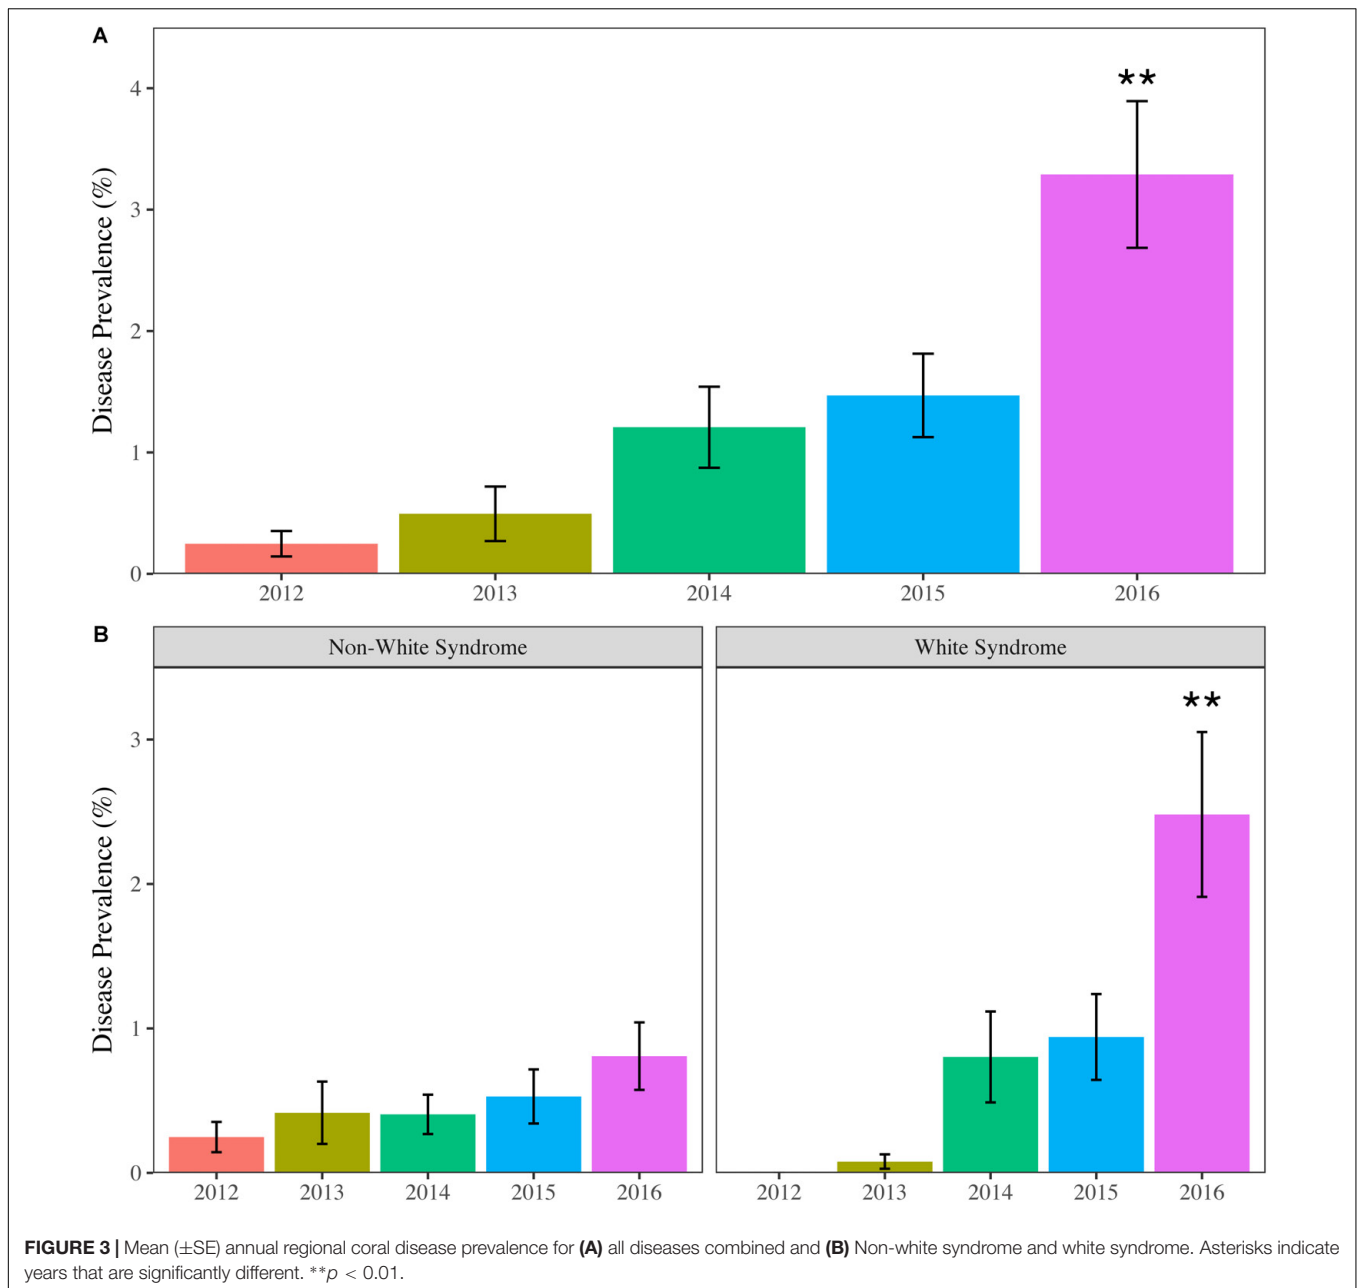 A
**
4
3
2
1
0
Disease Prevalence (%)
2012 2013 2014 2015 2016
B
Non-White Syndrome White Syndrome
**
3
2
1
0
Disease Prevalence (%)
2012 2013 2014 2015 2016 2012 2013 2014 2015 2016
FIGURE 3 | Mean (±SE) annual regional coral disease prevalence for (A) all diseases combined and (B) Non-white syndrome and white syndrome. Asterisks indicate
years that are significantly different. **p < 0.01.